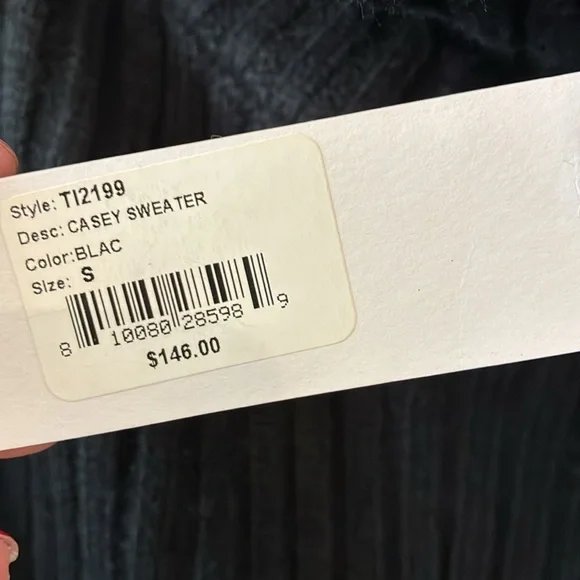 Style: TI2199
Desc: CASEY SWEATER
Color:BLAC
Size: S
8 10080 28598 9
$146.00